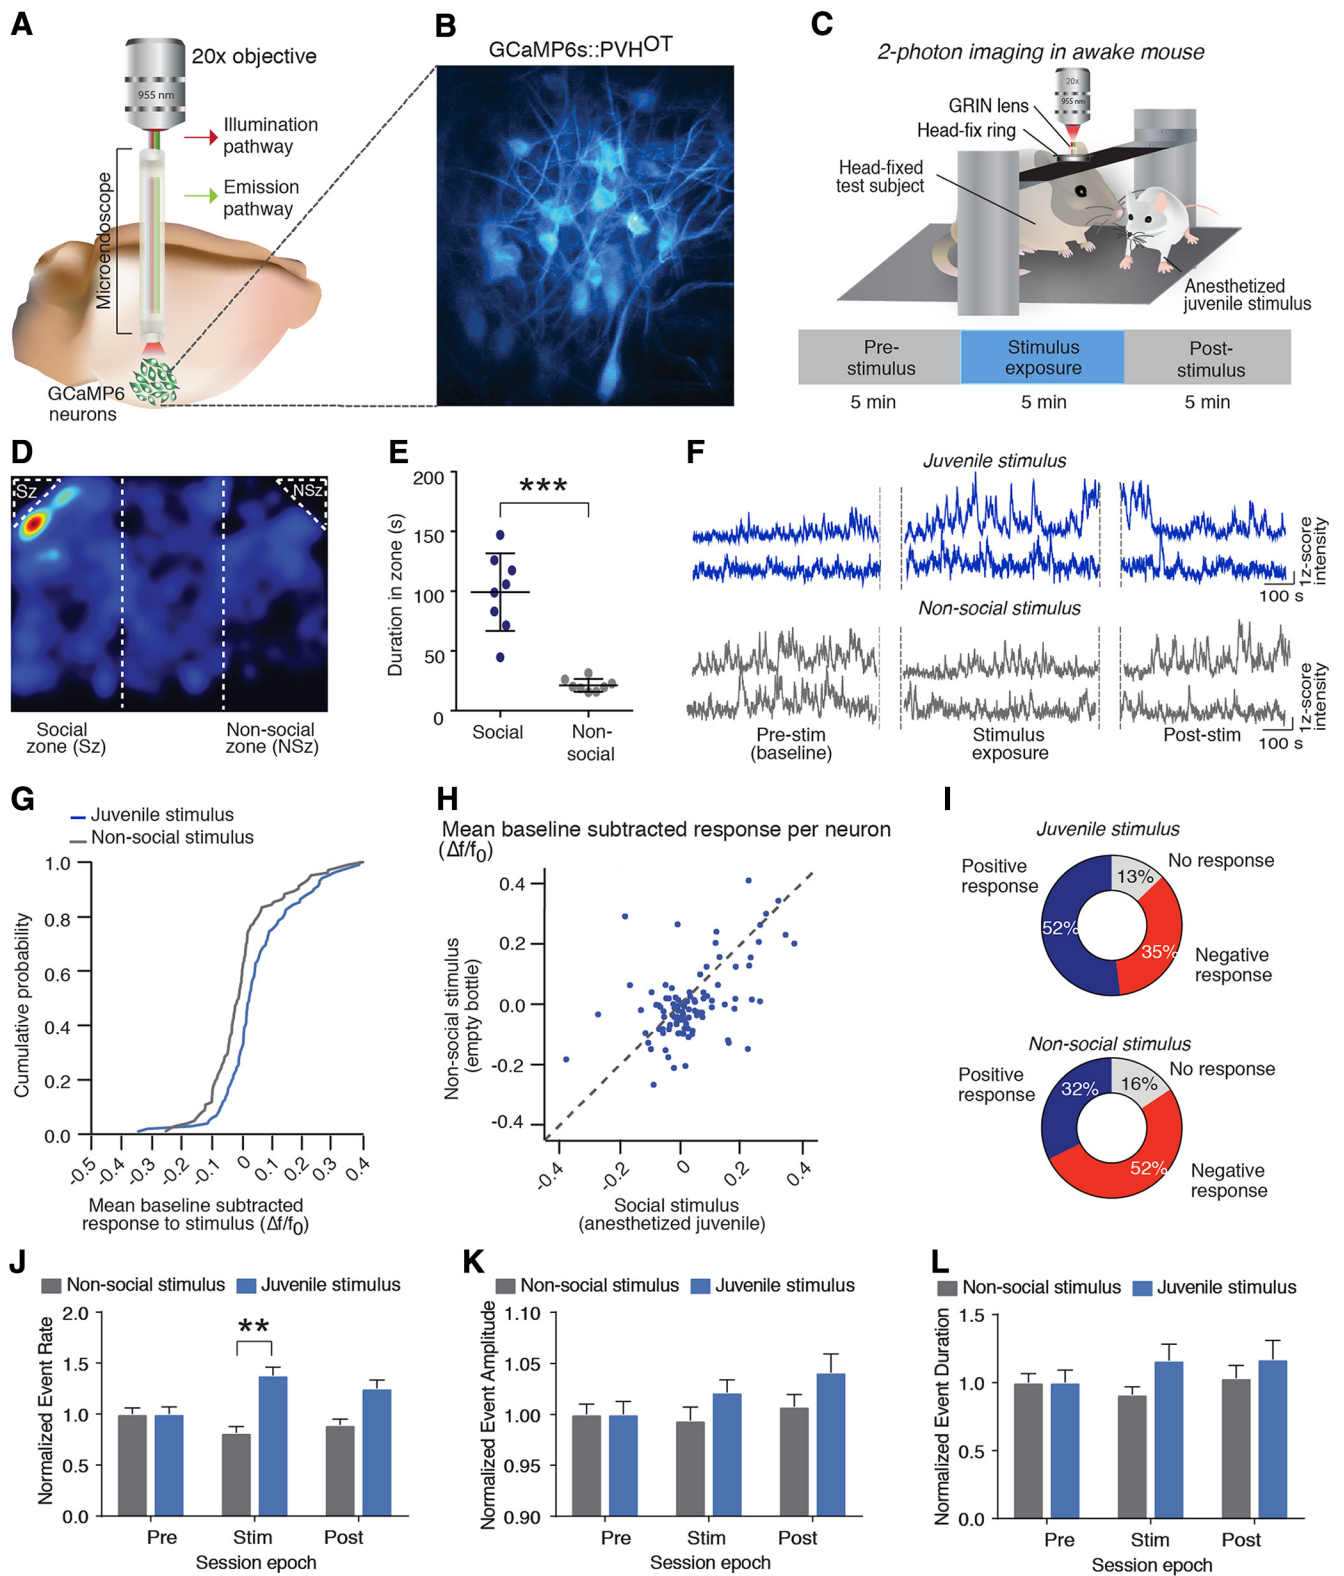 A
20x objective
955 nm
Illumination
pathway
Emission
pathway
Microendoscope
GCaMP6
neurons
B
GCaMP6s::PVHOT
C
2-photon imaging in awake mouse
20x
955 nm
GRIN lens
Head-fix ring
Head-fixed
test subject
Anesthetized
juvenile stimulus
Pre-
stimulus
Stimulus
exposure
Post-
stimulus
5 min
5 min
5 min
D
Sz
NSz
Social
zone (Sz)
Non-social
zone (NSz)
E
***
Duration in zone (s)
200
150
100
50
0
Social
Non-
social
F
Juvenile stimulus
1z-score
intensity
100 s
Non-social stimulus
1z-score
intensity
100 s
Pre-stim
(baseline)
Stimulus
exposure
Post-stim
G
Juvenile stimulus
Non-social stimulus
Cumulative probability
1.0
0.8
0.6
0.4
0.2
0.0
-0.5
-0.4
-0.3
-0.2
-0.1
0
0.1
0.2
0.3
0.4
Mean baseline subtracted
response to stimulus (Δf/f0)
H
Mean baseline subtracted response per neuron
(Δf/f0)
Non-social stimulus
(empty bottle)
0.4
0.2
0.0
-0.2
-0.4
-0.4
-0.2
0
0.2
0.4
Social stimulus
(anesthetized juvenile)
I
Juvenile stimulus
Positive
response
No response
13%
52%
35%
Negative
response
Non-social stimulus
Positive
response
No response
32%
16%
52%
Negative
response
J
Non-social stimulus
Juvenile stimulus
Normalized Event Rate
2.0
1.5
1.0
0.5
0.0
**
Pre
Stim
Post
Session epoch
K
Non-social stimulus
Juvenile stimulus
Normalized Event Amplitude
1.10
1.05
1.00
0.95
0.90
Pre
Stim
Post
Session epoch
L
Non-social stimulus
Juvenile stimulus
Normalized Event Duration
1.5
1.0
0.5
0.0
Pre
Stim
Post
Session epoch